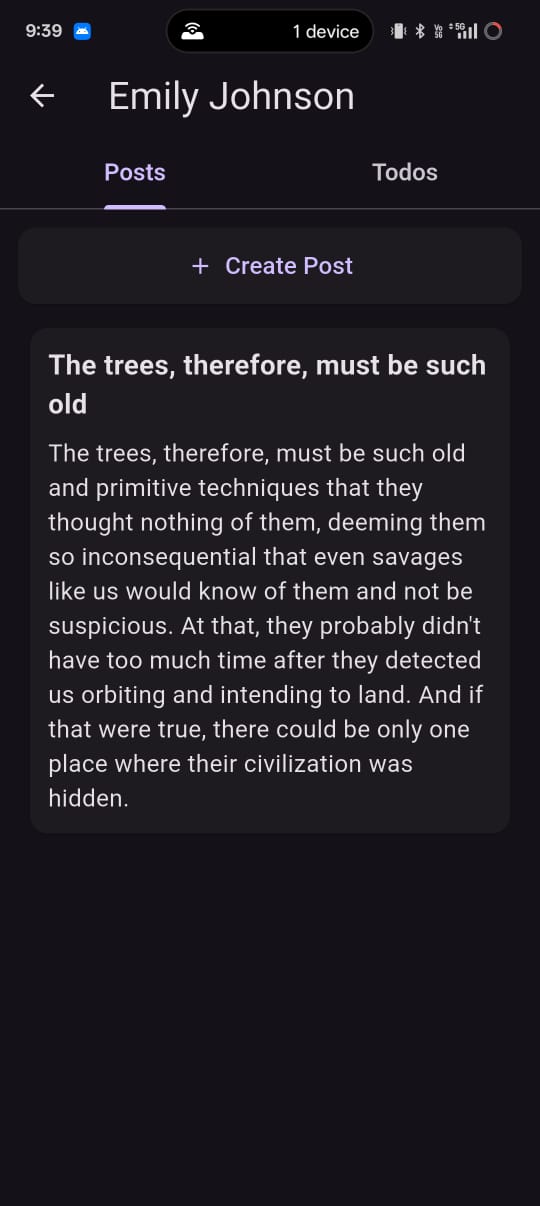 9:39
1 device
Vo
5G
5G
Emily Johnson
Posts
Todos
+ Create Post
The trees, therefore, must be such
old
The trees, therefore, must be such old
and primitive techniques that they
thought nothing of them, deeming them
so inconsequential that even savages
like us would know of them and not be
suspicious. At that, they probably didn't
have too much time after they detected
us orbiting and intending to land. And if
that were true, there could be only one
place where their civilization was
hidden.